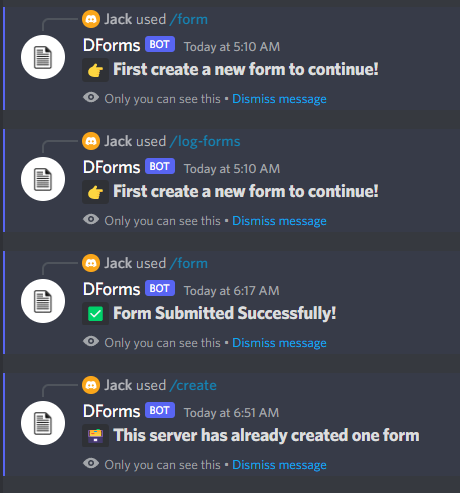 Jack used /form
DForms BOT Today at 5:10 AM
👉 First create a new form to continue!
Only you can see this • Dismiss message
Jack used /log-forms
DForms BOT Today at 5:10 AM
👉 First create a new form to continue!
Only you can see this • Dismiss message
Jack used /form
DForms BOT Today at 6:17 AM
✅ Form Submitted Successfully!
Only you can see this • Dismiss message
Jack used /create
DForms BOT Today at 6:51 AM
This server has already created one form
Only you can see this • Dismiss message